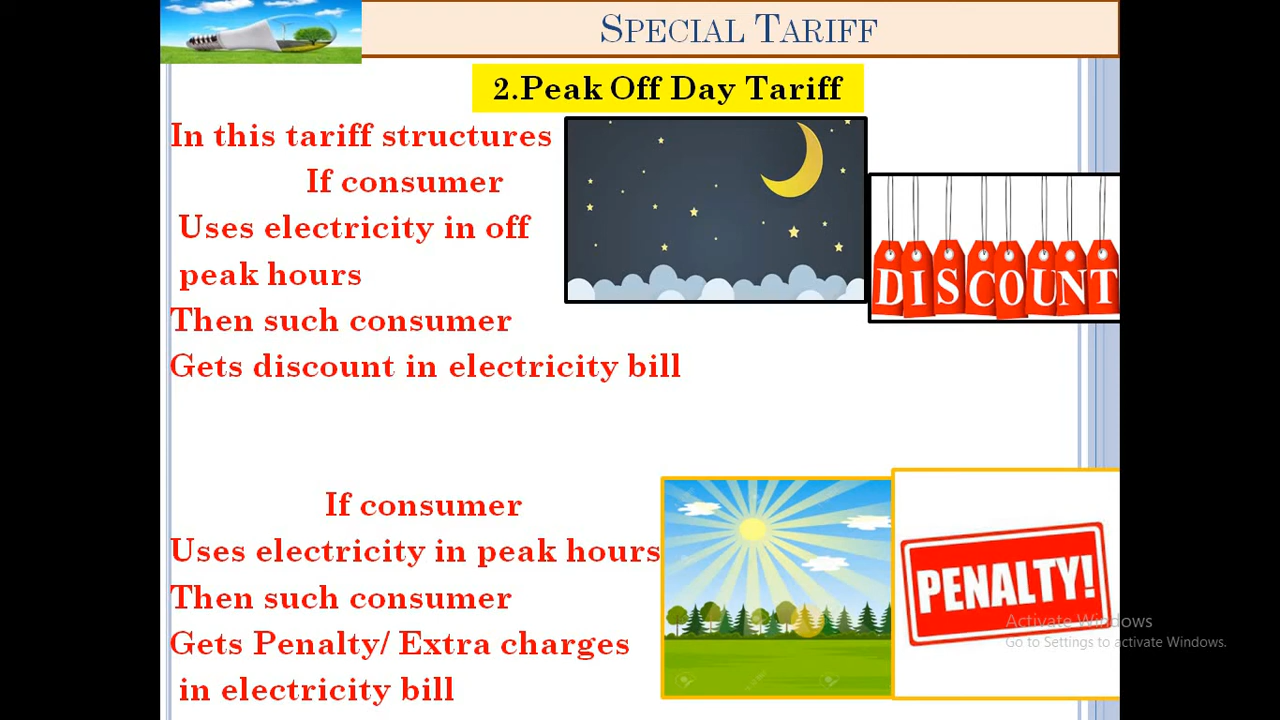 SPECIAL TARIFF
2.Peak Off Day Tariff
In this tariff structures
If consumer
Uses electricity in off
peak hours
Then such consumer
Gets discount in electricity bill
DISCOUNT
If consumer
Uses electricity in peak hours
Then such consumer
Gets Penalty/ Extra charges
in electricity bill
PENALTY!
Activate Windows
Go to Settings to activate Windows.